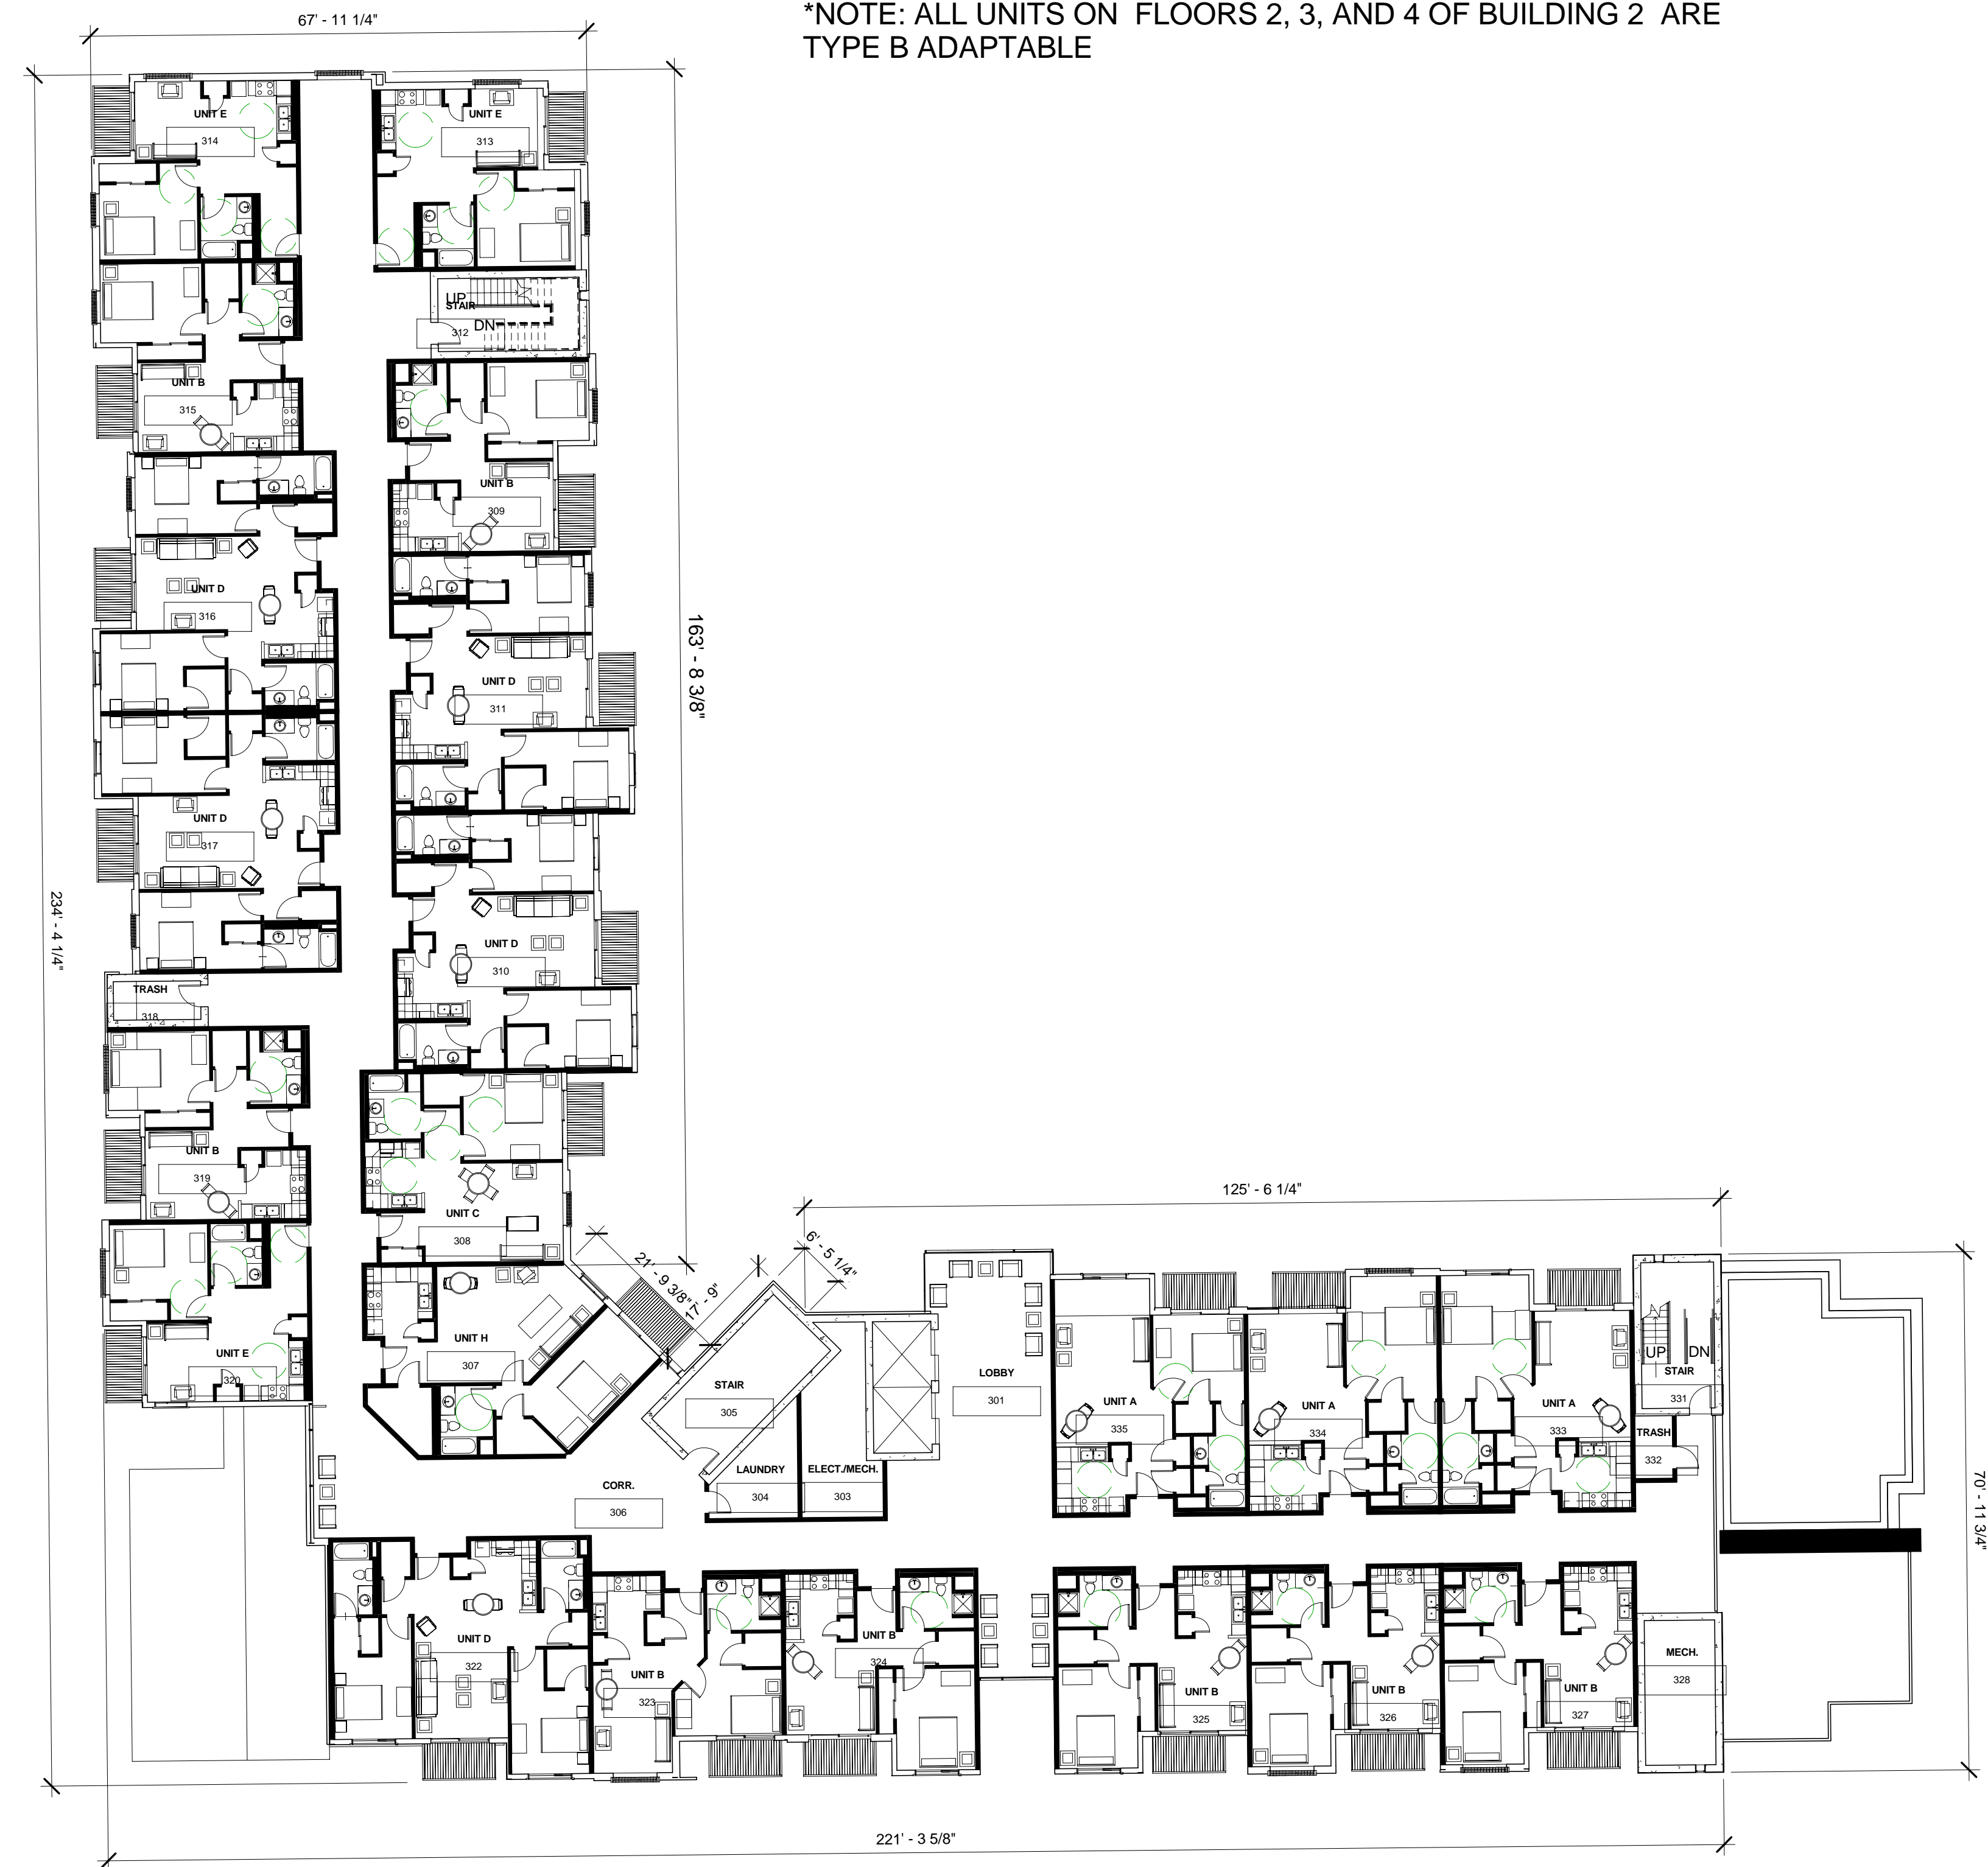 *NOTE: ALL UNITS ON FLOORS 2, 3, AND 4 OF BUILDING 2 ARE
TYPE B ADAPTABLE
67' - 11 1/4"
UNIT E
314
UNIT E
313
UP
STAIR
DN
312
UNIT B
315
UNIT B
309
UNIT D
316
163' - 8 3/8"
UNIT D
311
UNIT D
317
234' - 4 1/4"
UNIT D
310
TRASH
318
UNIT B
319
UNIT C
308
125' - 6 1/4"
6' - 5 1/4"
21' - 9 3/8"
17' - 9"
UNIT E
320
UNIT H
307
STAIR
305
LOBBY
301
UNIT A
335
UNIT A
334
UNIT A
333
UP
DN
STAIR
331
TRASH
332
LAUNDRY
304
ELECT./MECH.
303
CORR.
306
70' - 11 3/4"
UNIT D
322
UNIT B
323
UNIT B
324
UNIT B
325
UNIT B
326
UNIT B
327
MECH.
328
221' - 3 5/8"